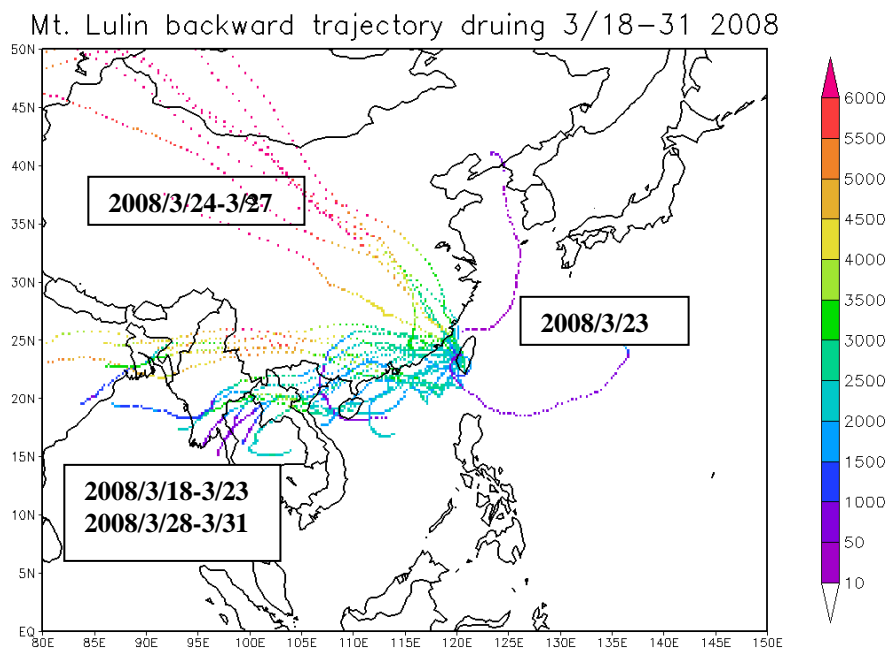 Mt. Lulin backward trajectory druing 3/18-31 2008
50N
45N
40N
35N
30N
25N
20N
15N
10N
5N
EQ
80E 85E 90E 95E 100E 105E 110E 115E 120E 125E 130E 135E 140E 145E 150E
2008/3/24-3/27
2008/3/23
2008/3/18-3/23
2008/3/28-3/31
6000
5500
5000
4500
4000
3500
3000
2500
2000
1500
1000
50
10